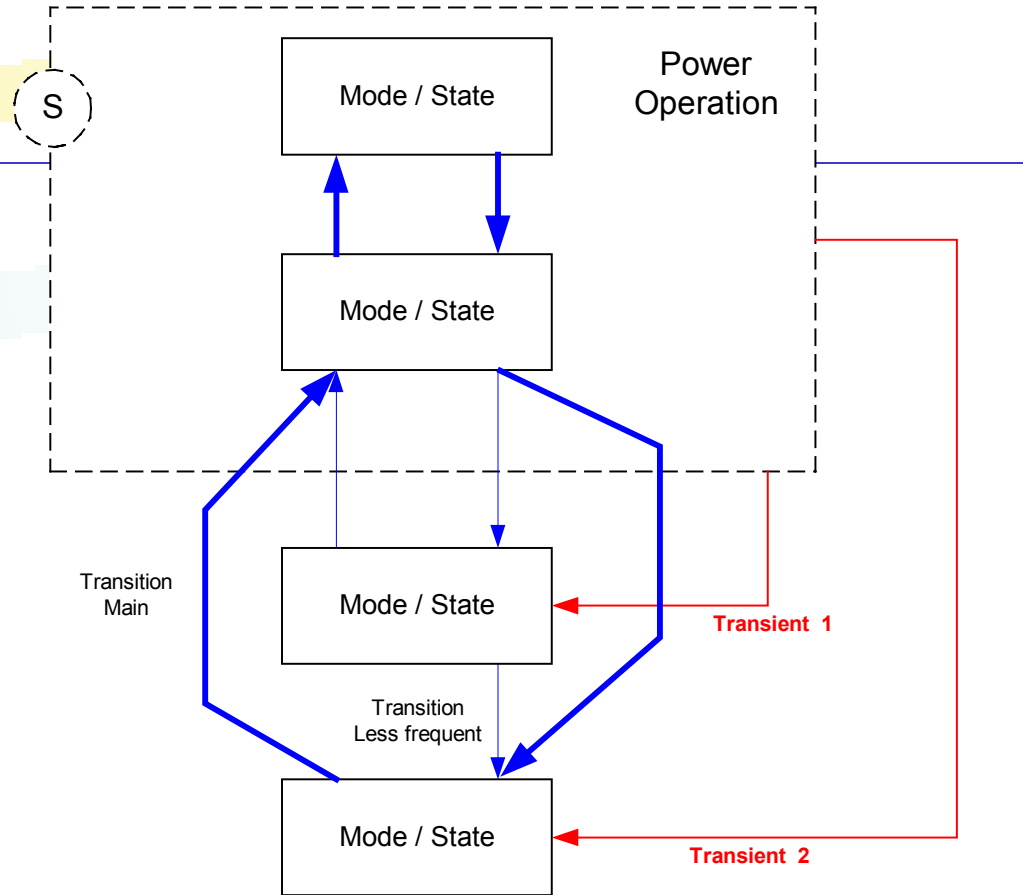 Power
Operation
S
Mode / State
Mode / State
Transition
Main
Mode / State
Transient  1
Transition
Less frequent
Mode / State
Transient  2